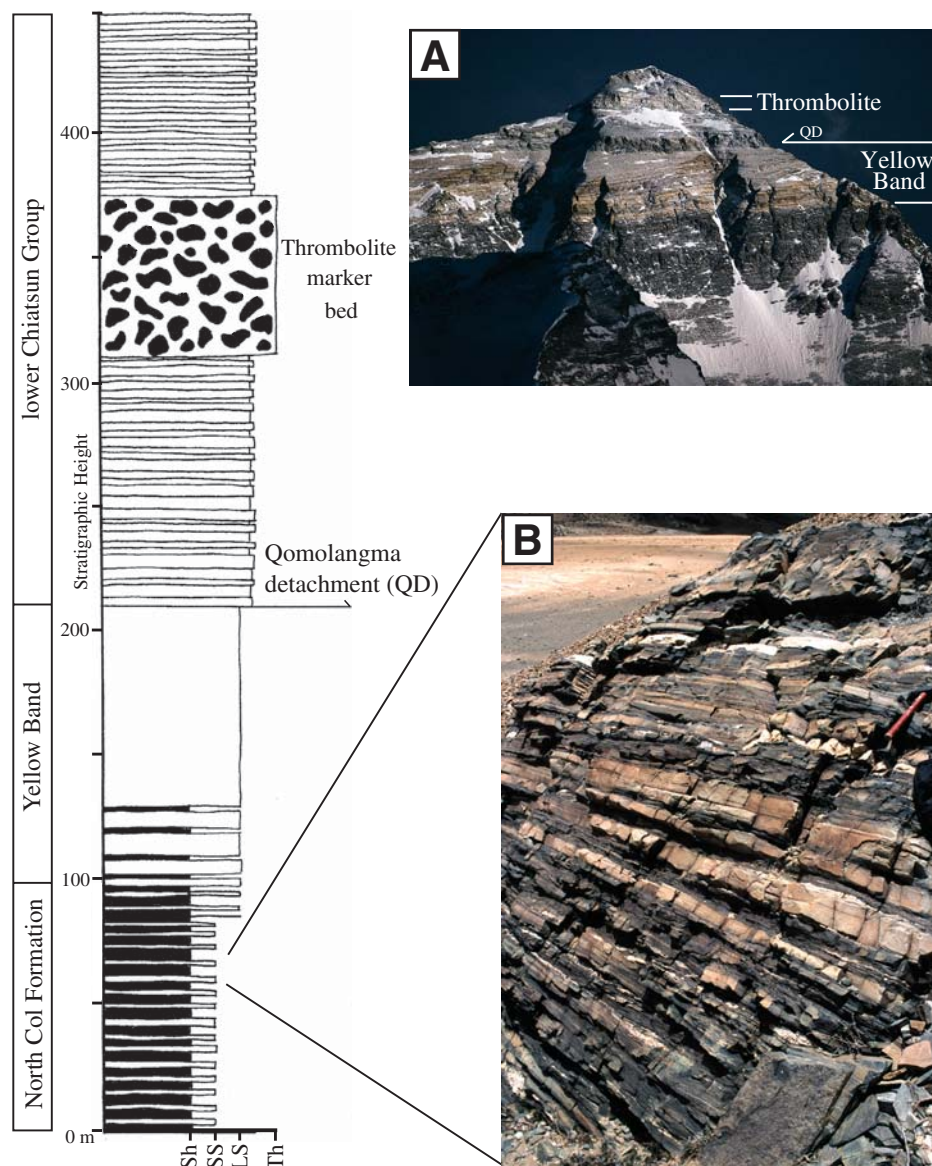 lower Chiatsun Group
Yellow Band
North Col Formation
Stratigraphic Height
400
300
200
100
0 m
Sh
SS
LS
Th
Thrombolite
marker
bed
Qomolangma
detachment (QD)
A
Thrombolite
QD
Yellow
Band
B